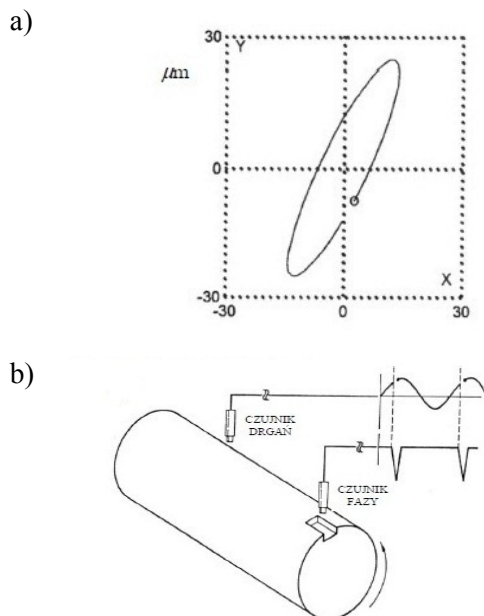 a)
30
Y
μm
0
X
-30
-30
0
30
b)
CZUJNIK
DRGAŃ
CZUJNIK
FAZY